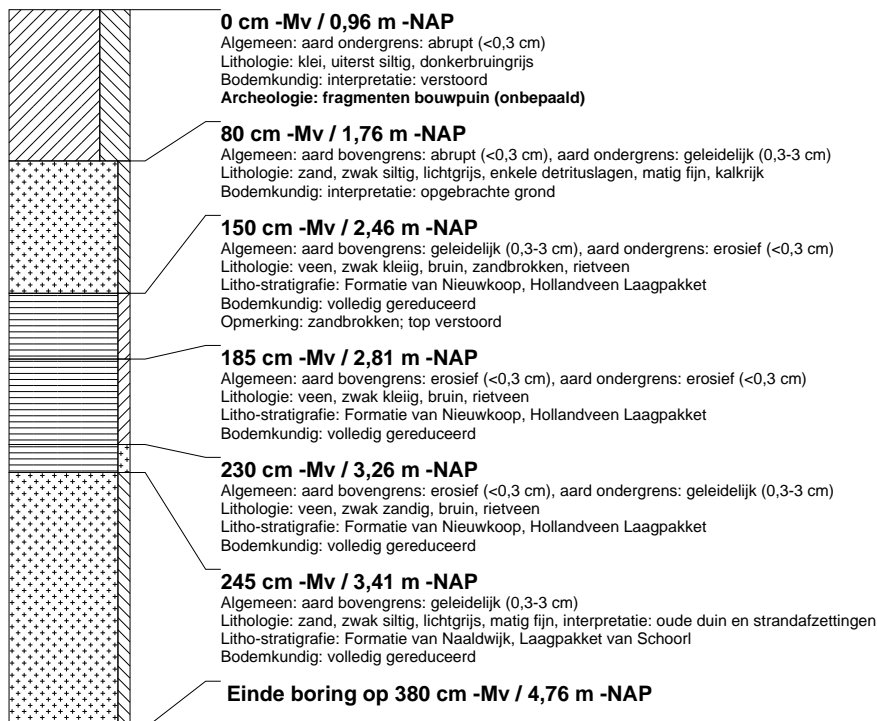 0 cm -Mv / 0,96 m -NAP
Algemeen: aard ondergrens: abrupt (<0,3 cm)
Lithologie: klei, uiterst siltig, donkerbruingrijs
Bodemkundig: interpretatie: verstoord
Archeologie: fragmenten bouwpuin (onbepaald)
80 cm -Mv / 1,76 m -NAP
Algemeen: aard bovengrens: abrupt (<0,3 cm), aard ondergrens: geleidelijk (0,3-3 cm)
Lithologie: zand, zwak siltig, lichtgrijs, enkele detrituslagen, matig fijn, kalkrijk
Bodemkundig: interpretatie: opgebrachte grond
150 cm -Mv / 2,46 m -NAP
Algemeen: aard bovengrens: geleidelijk (0,3-3 cm), aard ondergrens: erosief (<0,3 cm)
Lithologie: veen, zwak kleiig, bruin, zandbrokken, rietveen
Litho-stratigrafie: Formatie van Nieuwkoop, Hollandveen Laagpakket
Bodemkundig: volledig gereduceerd
Opmerking: zandbrokken; top verstoord
185 cm -Mv / 2,81 m -NAP
Algemeen: aard bovengrens: erosief (<0,3 cm), aard ondergrens: erosief (<0,3 cm)
Lithologie: veen, zwak kleiig, bruin, rietveen
Litho-stratigrafie: Formatie van Nieuwkoop, Hollandveen Laagpakket
Bodemkundig: volledig gereduceerd
230 cm -Mv / 3,26 m -NAP
Algemeen: aard bovengrens: erosief (<0,3 cm), aard ondergrens: geleidelijk (0,3-3 cm)
Lithologie: veen, zwak zandig, bruin, rietveen
Litho-stratigrafie: Formatie van Nieuwkoop, Hollandveen Laagpakket
Bodemkundig: volledig gereduceerd
245 cm -Mv / 3,41 m -NAP
Algemeen: aard bovengrens: geleidelijk (0,3-3 cm)
Lithologie: zand, zwak siltig, lichtgrijs, matig fijn, interpretatie: oude duin en strandafzettingen
Litho-stratigrafie: Formatie van Naaldwijk, Laagpakket van Schoorl
Bodemkundig: volledig gereduceerd
Einde boring op 380 cm -Mv / 4,76 m -NAP